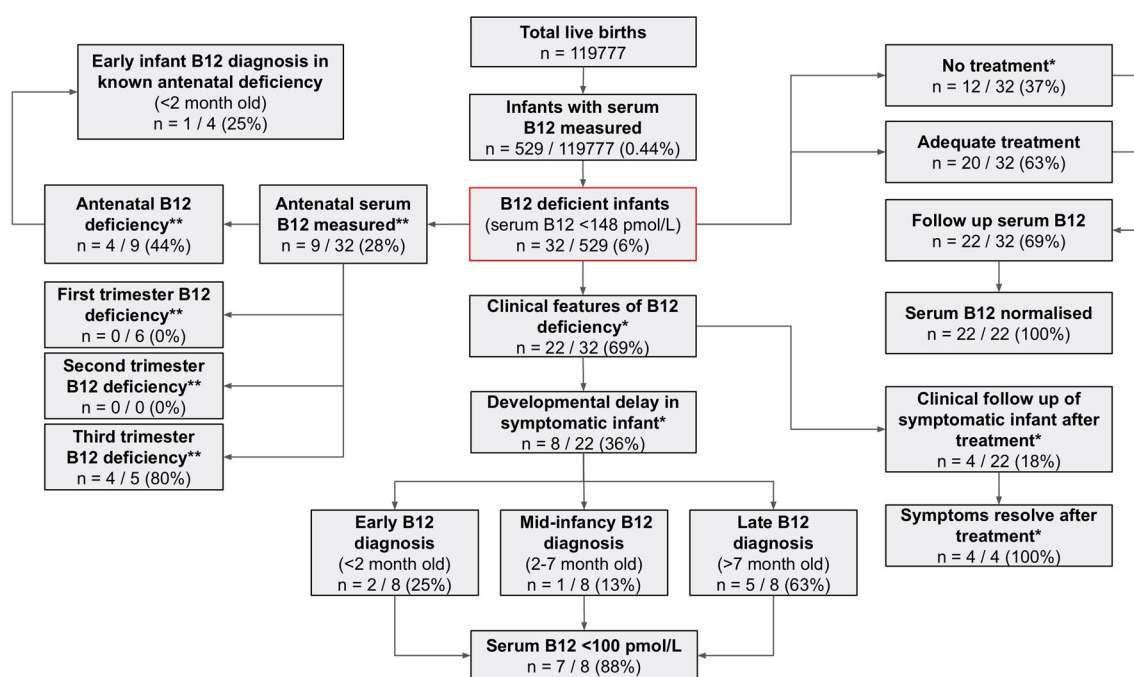 Total live births
n = 119777
Early infant B12 diagnosis in
known antenatal deficiency
(<2 month old)
n = 1 / 4 (25%)
Infants with serum
B12 measured
n = 529 / 119777 (0.44%)
No treatment*
n = 12 / 32 (37%)
Adequate treatment
n = 20 / 32 (63%)
Antenatal B12
deficiency**
n = 4 / 9 (44%)
Antenatal serum
B12 measured**
n = 9 / 32 (28%)
B12 deficient infants
(serum B12 <148 pmol/L)
n = 32 / 529 (6%)
Follow up serum B12
n = 22 / 32 (69%)
First trimester B12
deficiency**
n = 0 / 6 (0%)
Second trimester
B12 deficiency**
n = 0 / 0 (0%)
Third trimester
B12 deficiency**
n = 4 / 5 (80%)
Clinical features of B12
deficiency*
n = 22 / 32 (69%)
Serum B12 normalised
n = 22 / 22 (100%)
Developmental delay in
symptomatic infant*
n = 8 / 22 (36%)
Clinical follow up of
symptomatic infant after
treatment*
n = 4 / 22 (18%)
Early B12
diagnosis
(<2 month old)
n = 2 / 8 (25%)
Mid-infancy B12
diagnosis
(2-7 month old)
n = 1 / 8 (13%)
Late B12
diagnosis
(>7 month old)
n = 5 / 8 (63%)
Symptoms resolve after
treatment*
n = 4 / 4 (100%)
Serum B12 <100 pmol/L
n = 7 / 8 (88%)